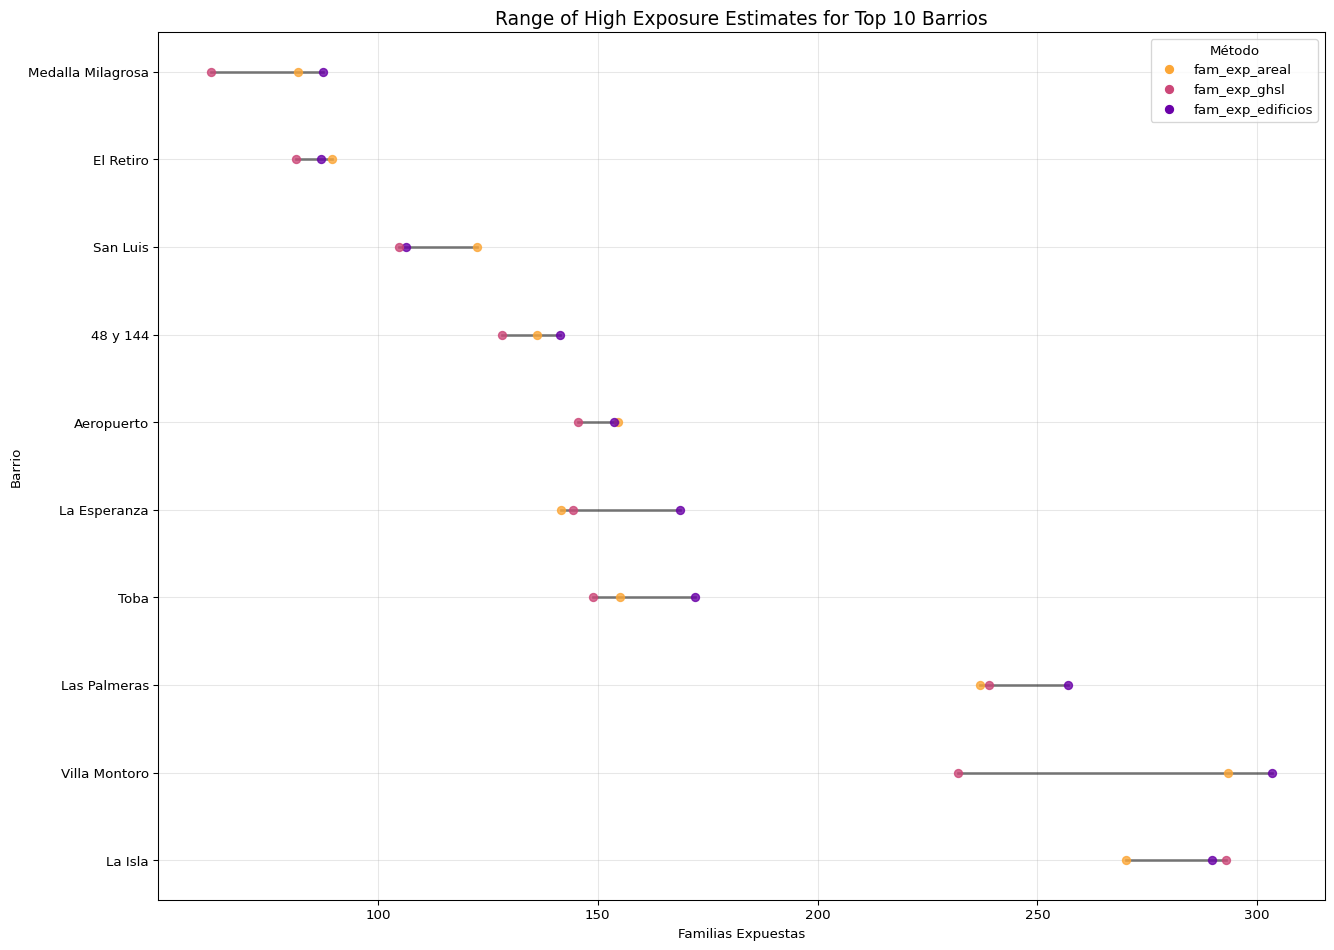 Range of High Exposure Estimates for Top 10 Barrios
Método
fam_exp_areal
fam_exp_ghsl
fam_exp_edificios
Barrio
Medalla Milagrosa
El Retiro
San Luis
48 y 144
Aeropuerto
La Esperanza
Toba
Las Palmeras
Villa Montoro
La Isla
100 150 200 250 300
Familias Expuestas